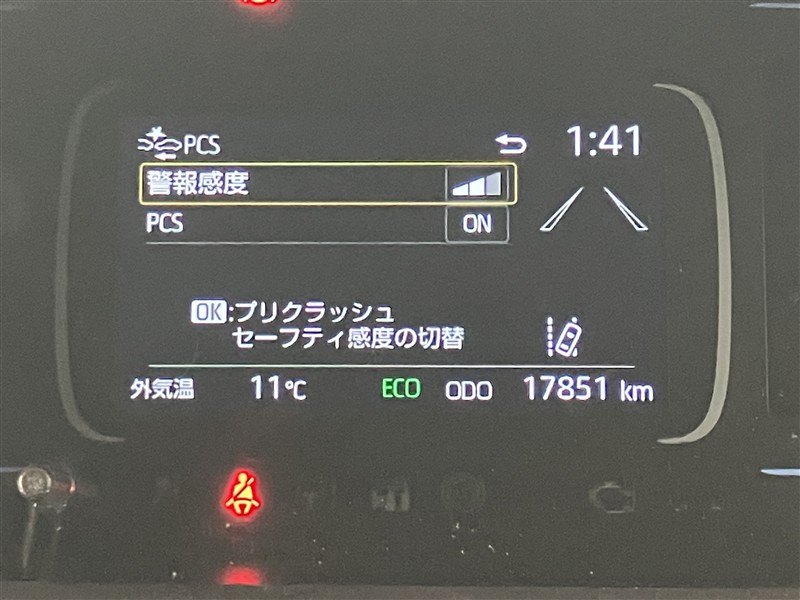 PCS
1:41
警報感度
PCS ON
OK:プリクラッシュ
セーフティ感度の切替
外気温 11℃ ECO ODO 17851 km